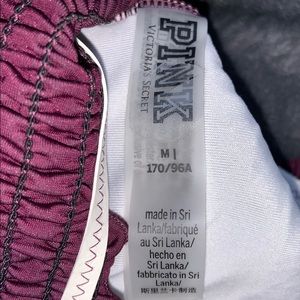 PINK
VICTORIA'S SECRET
M |
170/96A
made in Sri
Lanka/fabriqué
au Sri Lanka/
hecho en
Sri Lanka/
fabbricato in Sri
Lanka/
斯里兰卡制造